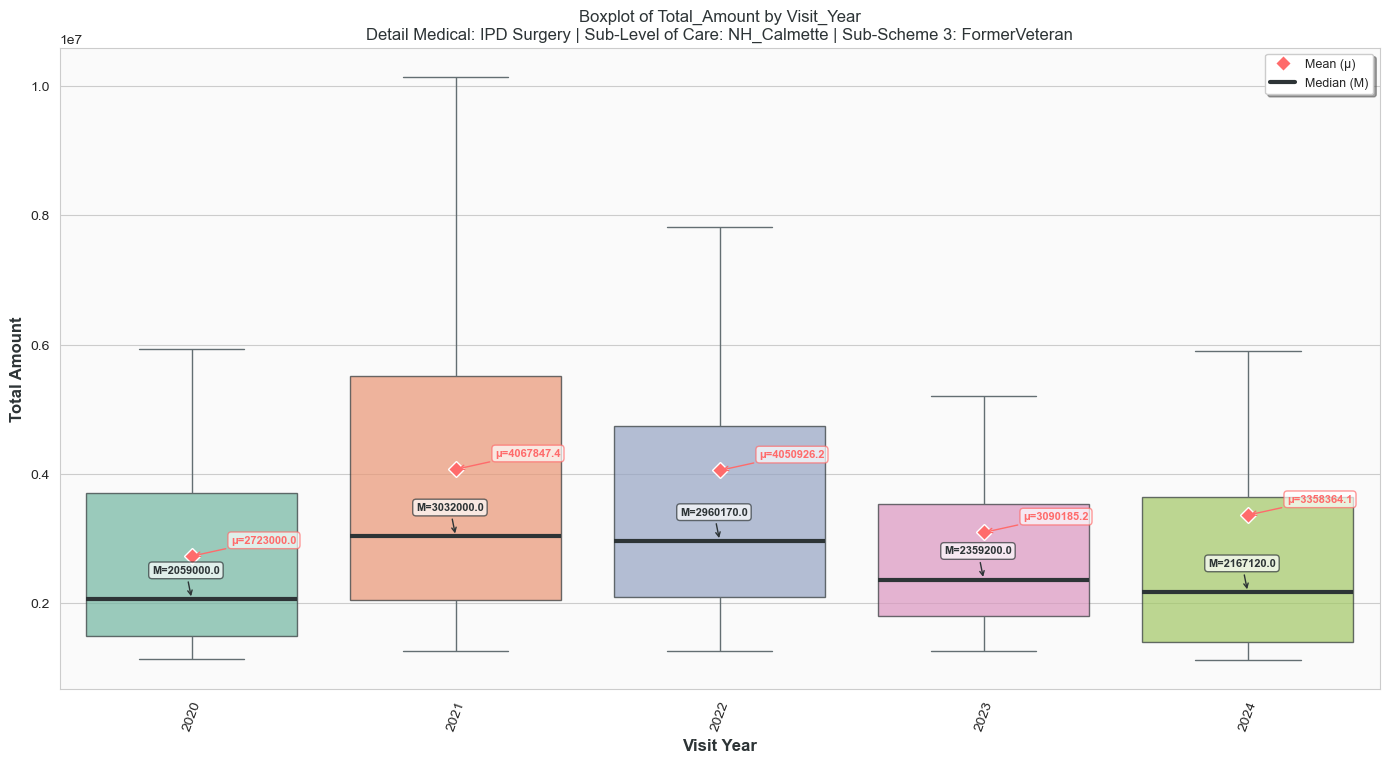 Boxplot of Total_Amount by Visit_Year
Detail Medical: IPD Surgery | Sub-Level of Care: NH_Calmette | Sub-Scheme 3: FormerVeteran
1e7
Mean (μ)
Median (M)
1.0
0.8
0.6
0.4
0.2
Total Amount
μ=2723000.0
M=2059000.0
μ=4067847.4
M=3032000.0
μ=4050926.2
M=2960170.0
μ=3090185.2
M=2359200.0
μ=3358364.1
M=2167120.0
2020
2021
2022
2023
2024
Visit Year